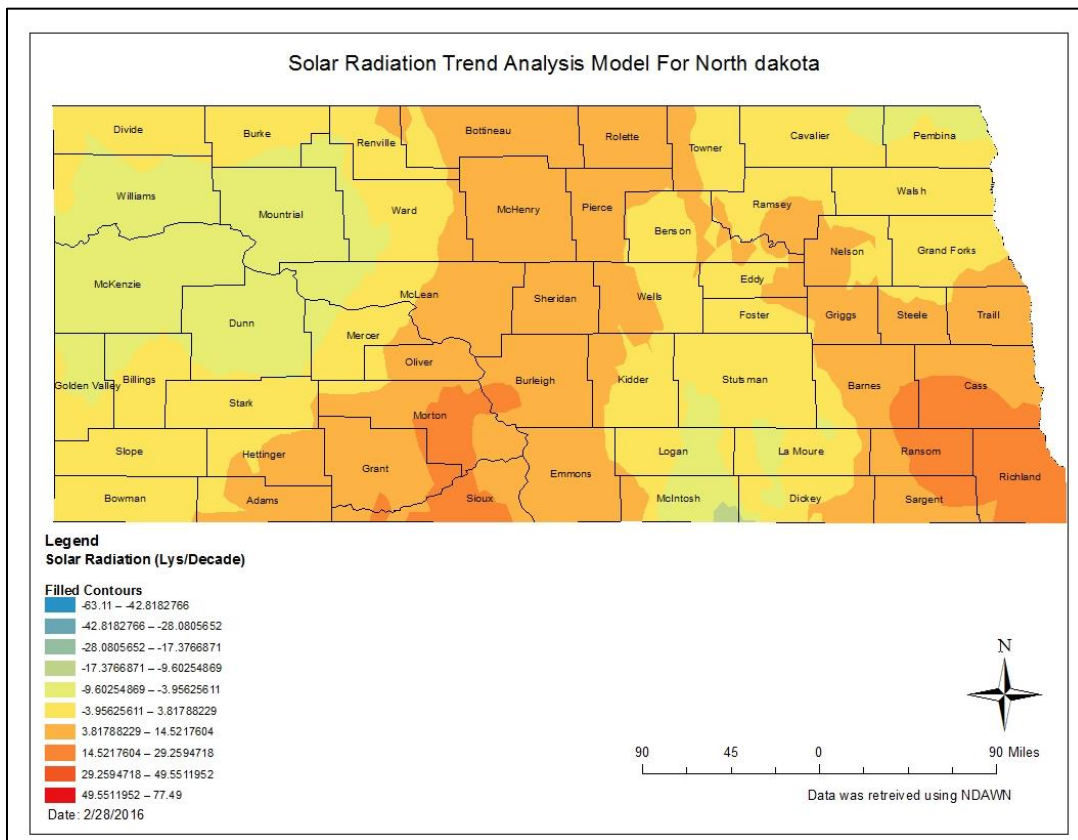 Solar Radiation Trend Analysis Model For North dakota
Divide Burke Renville Bottineau Rolette Towner Cavalier Pembina
Williams Mountrial Ward McHenry Pierce Benson Ramsey Walsh
McKenzie Dunn McLean Sheridan Wells Eddy Nelson Grand Forks
Mercer Foster Griggs Steele Traill
Golden Valley Billings Stark Oliver Burleigh Kidder Stutsman Barnes Cass
Morton
Slope Hettinger Grant Logan La Moure Ransom Richland
Bowman Adams Sioux Emmons McIntosh Dickey Sargent
Legend
Solar Radiation (Lys/Decade)
Filled Contours
-63.11 – -42.8182766
-42.8182766 – -28.0805652
-28.0805652 – -17.3766871
-17.3766871 – -9.60254869
-9.60254869 – -3.95625611
-3.95625611 – 3.81788229
3.81788229 – 14.5217604
14.5217604 – 29.2594718
29.2594718 – 49.5511952
49.5511952 – 77.49
Date: 2/28/2016
N
90 45 0 90 Miles
Data was retreived using NDAWN